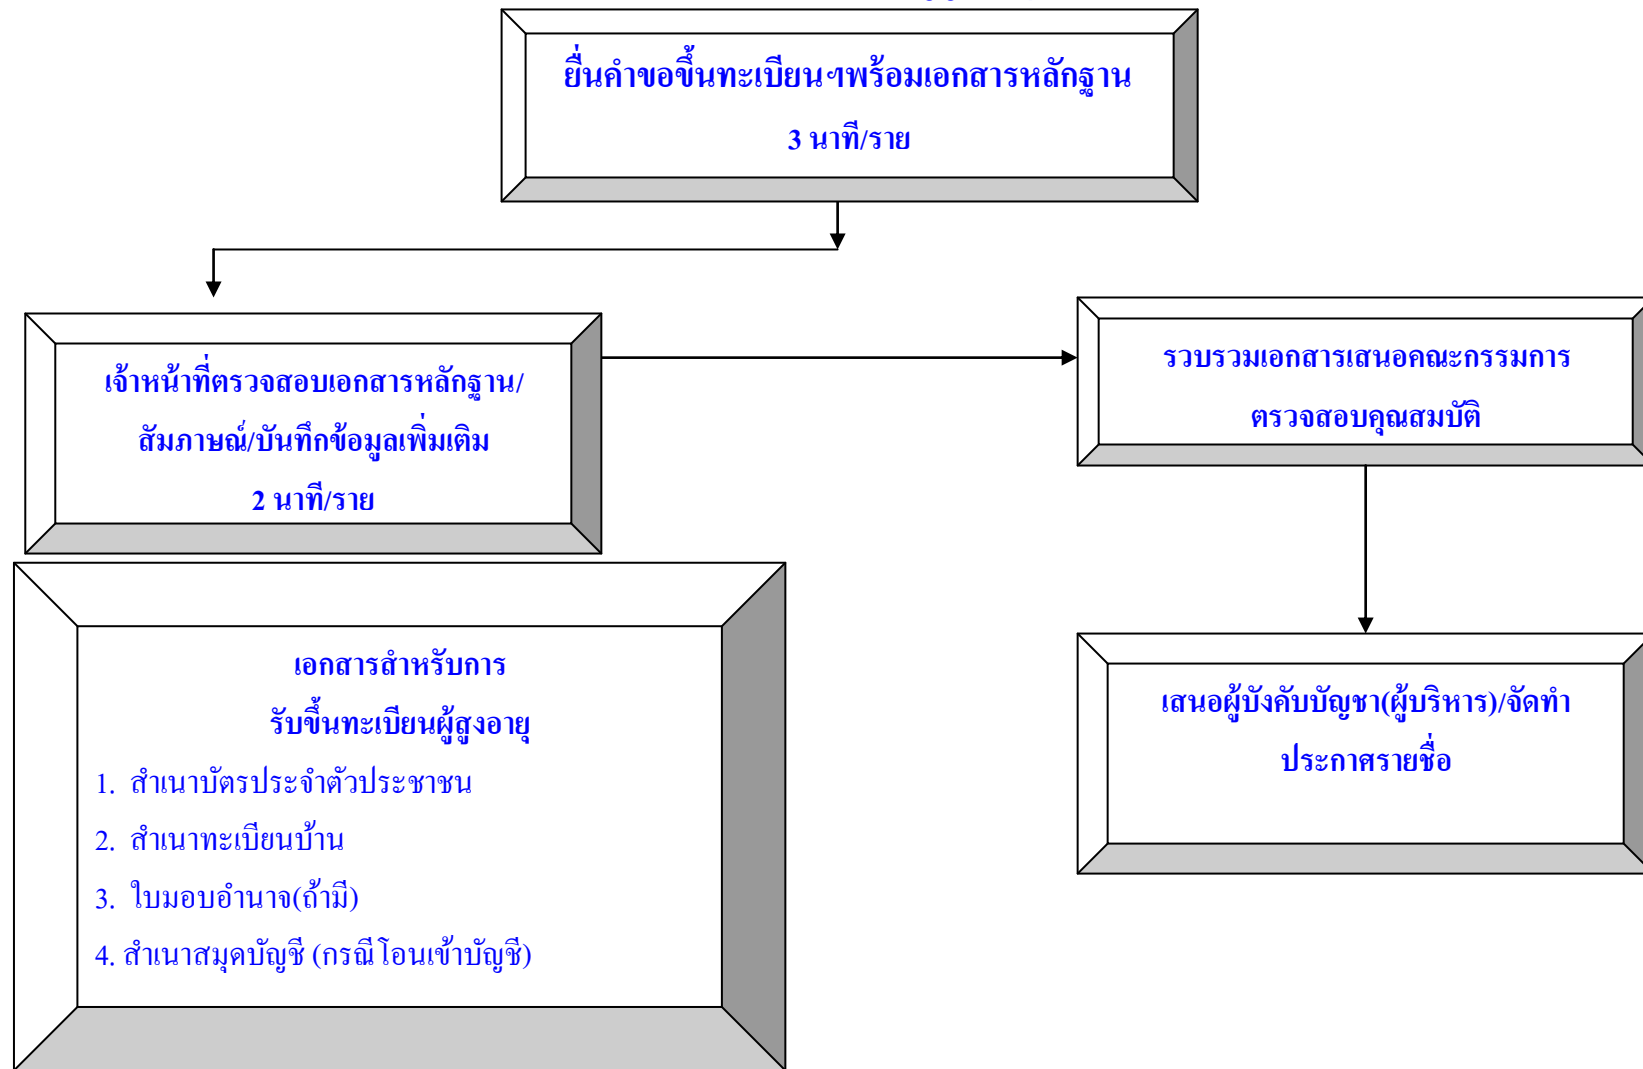 ยื่นคำขอขึ้นทะเบียนฯพร้อมเอกสารหลักฐาน
3 นาที/ราย
เจ้าหน้าที่ตรวจสอบเอกสารหลักฐาน/
สัมภาษณ์/บันทึกข้อมูลเพิ่มเติม
2 นาที/ราย
รวบรวมเอกสารเสนอคณะกรรมการ
ตรวจสอบคุณสมบัติ
เอกสารสำหรับการ
รับขึ้นทะเบียนผู้สูงอายุ
1. สำเนาบัตรประจำตัวประชาชน
2. สำเนาทะเบียนบ้าน
3. ใบมอบอำนาจ(ถ้ามี)
4. สำเนาสมุดบัญชี (กรณีโอนเข้าบัญชี)
เสนอผู้บังคับบัญชา(ผู้บริหาร)/จัดทำ
ประกาศรายชื่อ